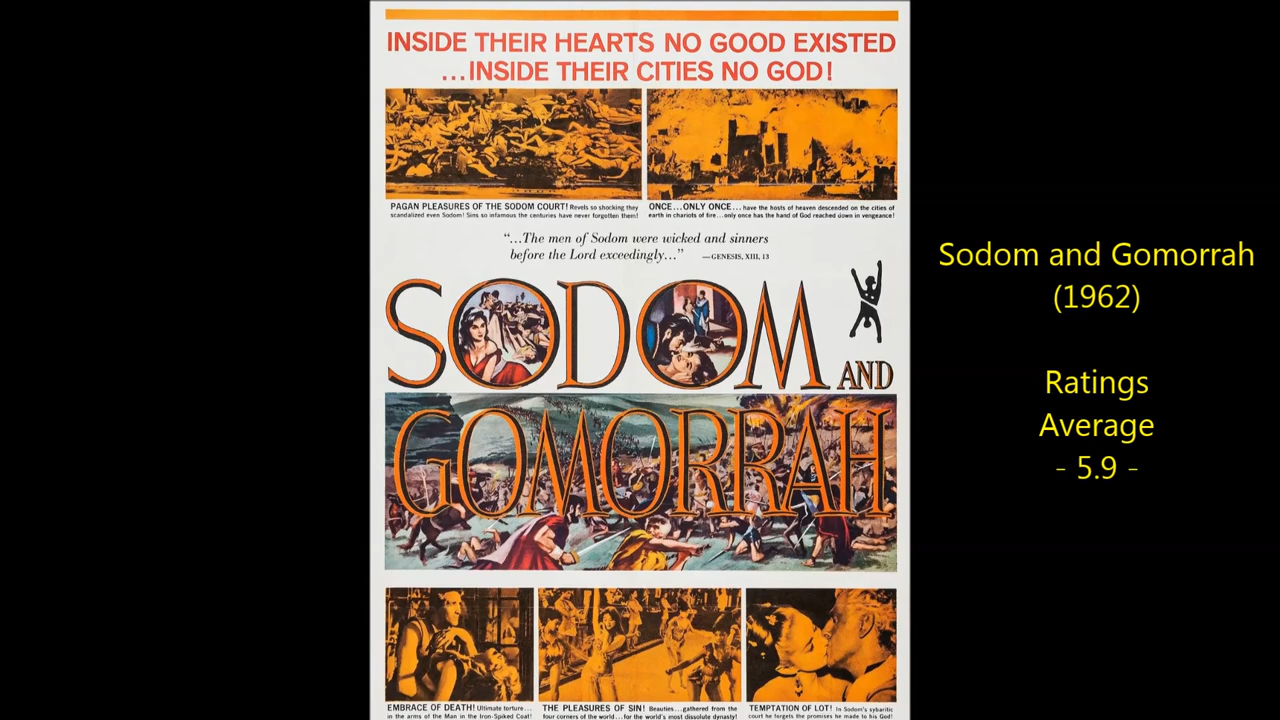 INSIDE THEIR HEARTS NO GOOD EXISTED
...INSIDE THEIR CITIES NO GOD!
PAGAN PLEASURES OF THE SODOM COURT! Revels so shocking they
scandalized even Sodom! Sins so infamous the centuries have never forgotten them!
ONCE...ONLY ONCE... have the hosts of heaven descended on the cities of
earth in chariots of fire...only once has the hand of God reached down in vengeance!
“...The men of Sodom were wicked and sinners
before the Lord exceedingly...” —GENESIS, XIII, 13
SODOM AND
GOMORRAH
EMBRACE OF DEATH! Ultimate torture...
in the arms of the Man in the Iron-Spiked Coat!
THE PLEASURES OF SIN! Beauties...gathered from the
four corners of the world...for the world's most dissolute dynasty!
TEMPTATION OF LOT! In Sodom's sybaritic
court he forgets the promises he made to his God!
Sodom and Gomorrah
(1962)
Ratings
Average
- 5.9 -